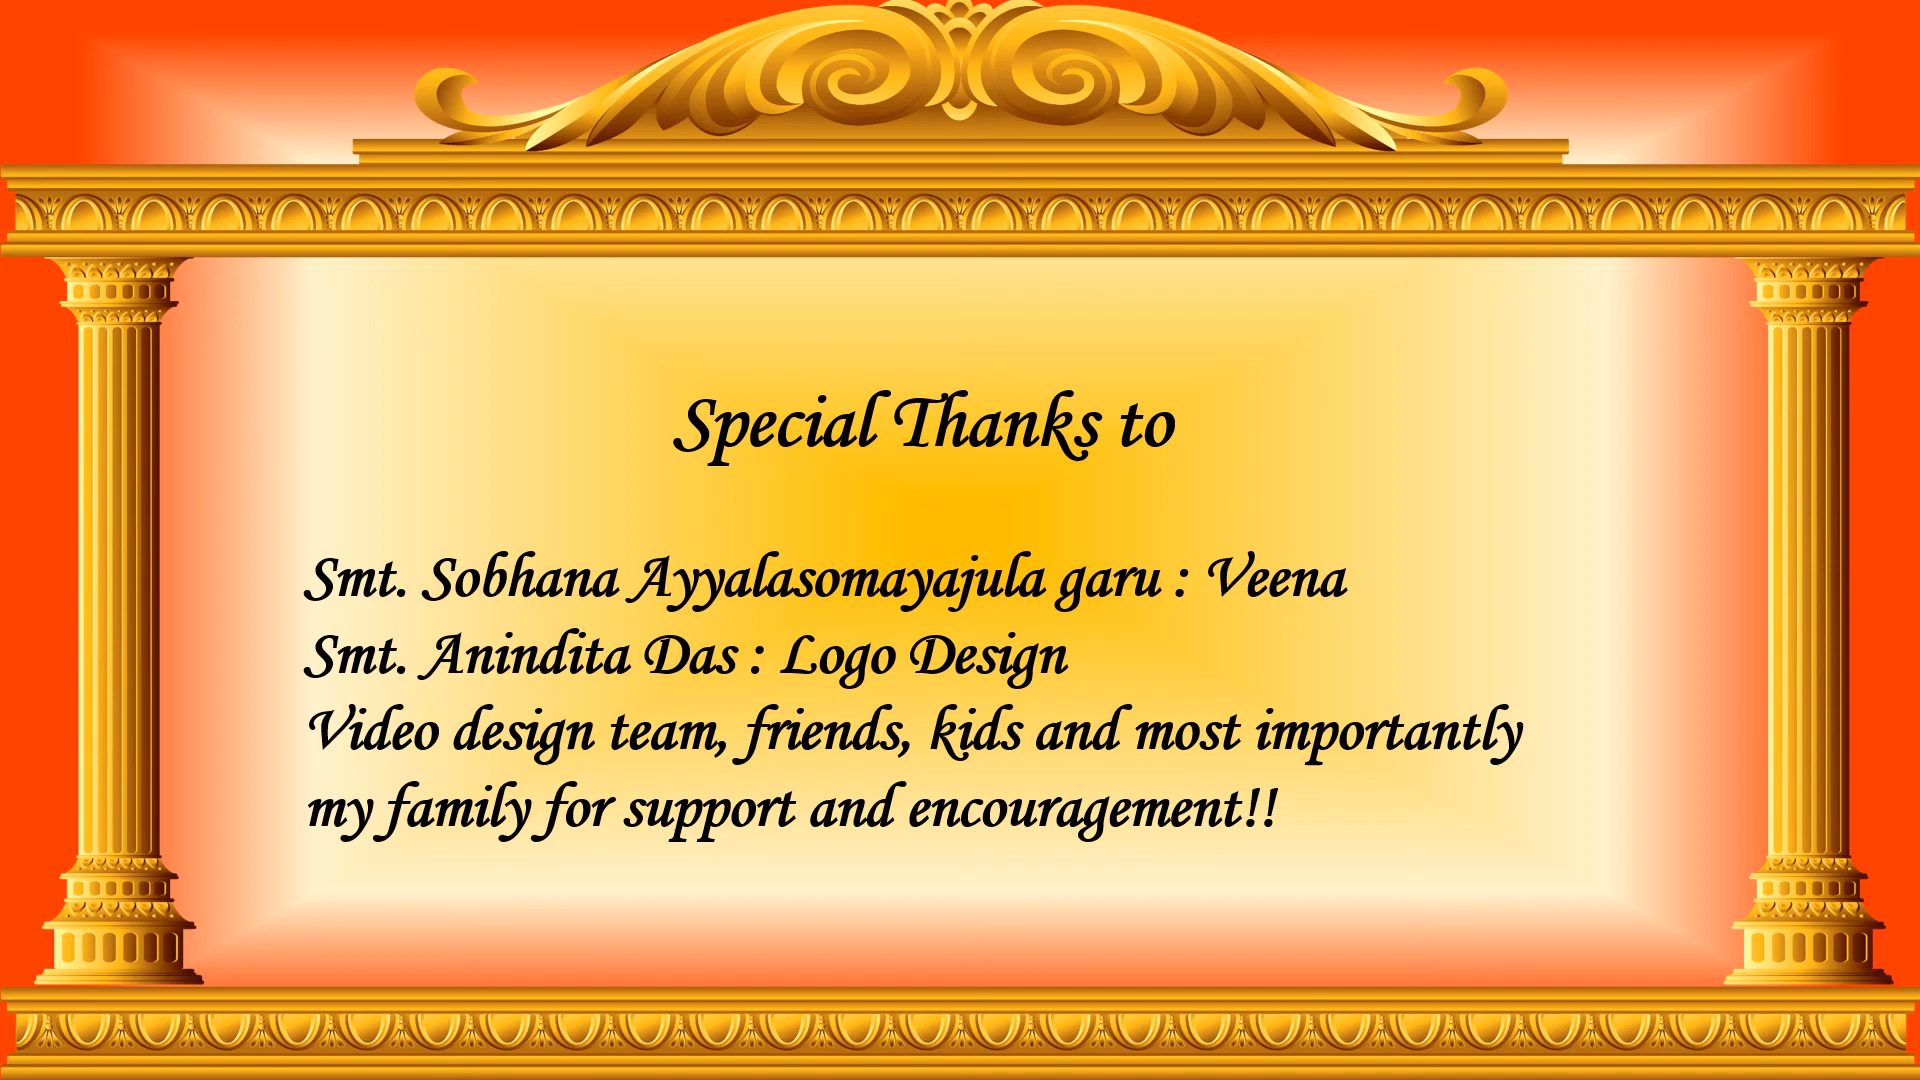 Special Thanks to
Smt. Sobhana Ayyalasomayajula garu : Veena
Smt. Anindita Das : Logo Design
Video design team, friends, kids and most importantly
my family for support and encouragement!!